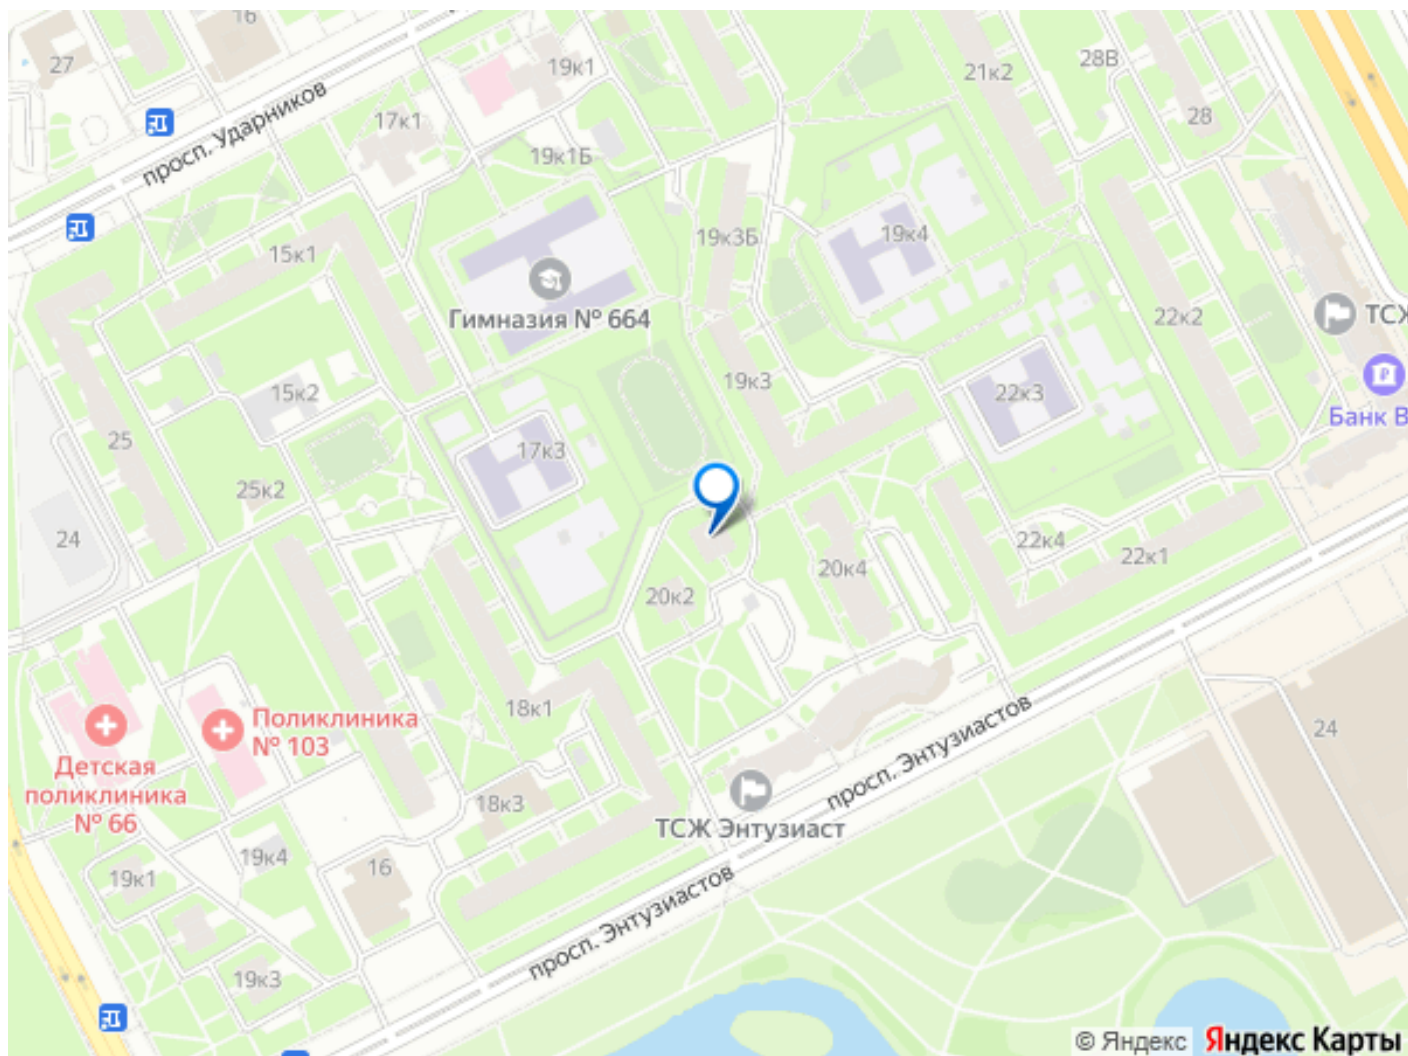 16
27
19к1
21к2
28В
28
просп. Ударников
17к1
19к1Б
15к1
19к3Б
19к4
Гимназия № 664
22к2
ТСЖ
15к2
19к3
22к3
Банк В
25
17к3
25к2
24
22к4
22к1
20к4
20к2
18к1
Поликлиника
№ 103
Детская
поликлиника
№ 66
просп. Энтузиастов
24
18к3
ТСЖ Энтузиаст
19к4
16
19к1
просп. Энтузиастов
19к3
© Яндекс Яндекс Карты